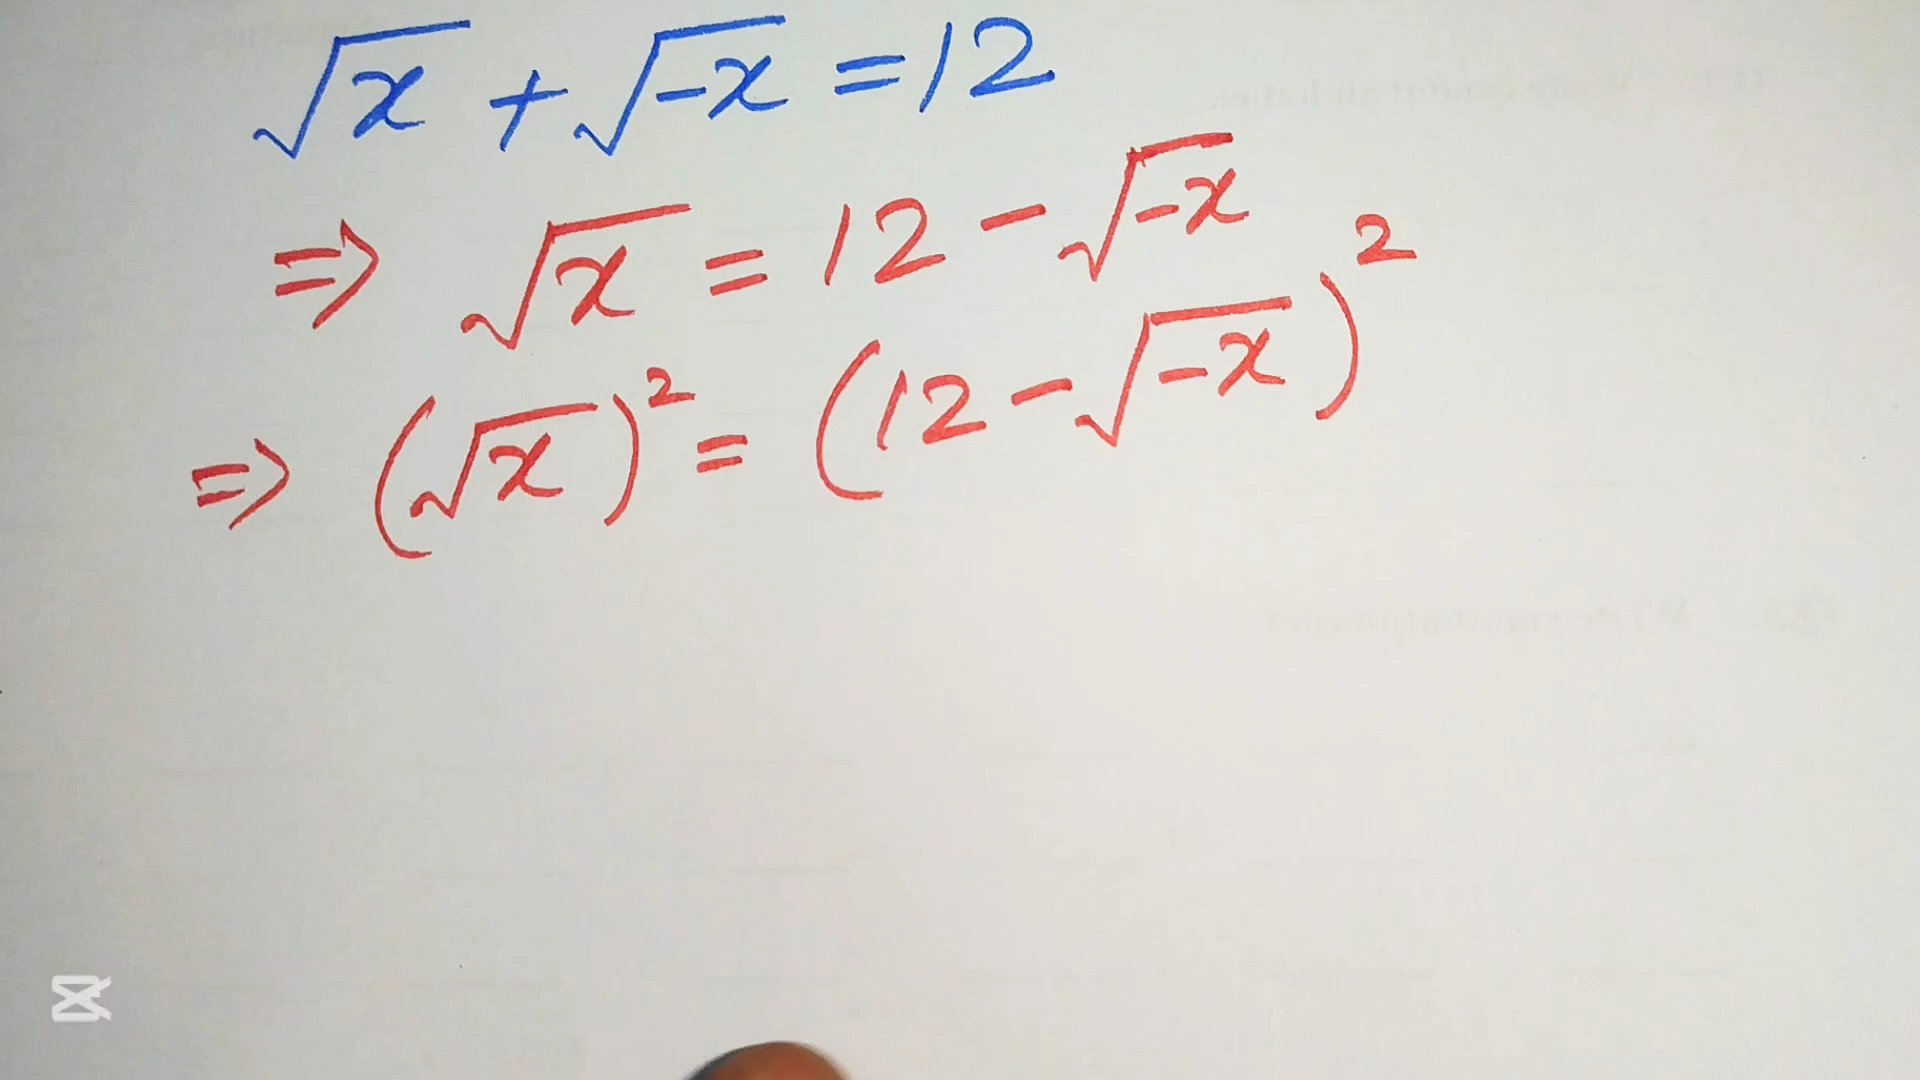 √x + √-x = 12
⇒ √x = 12 - √-x
⇒ (√x)² = (12 - √-x)²